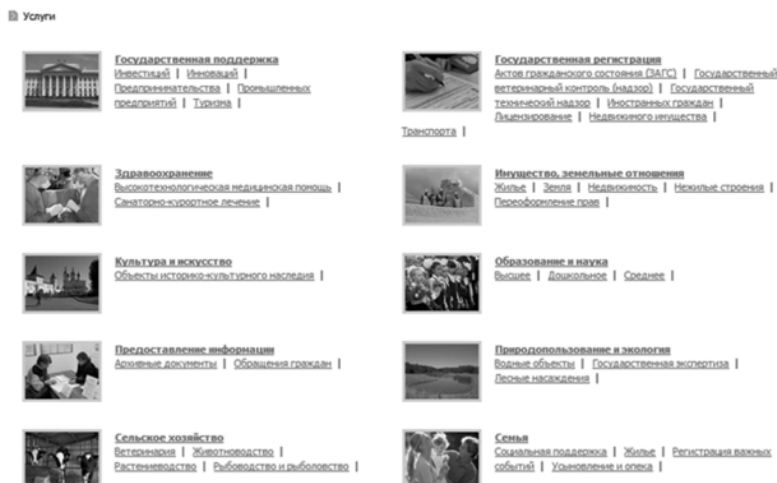 Услуги
Государственная поддержка
Инвестиций | Инноваций |
Предпринимательства | Промышленных
предприятий | Туризма |
Государственная регистрация
Актов гражданского состояния (ЗАГС) | Государственный
ветеринарный контроль (надзор) | Государственный
технический надзор | Иностранных граждан |
Лицензирование | Недвижимого имущества |
Транспорта |
Здравоохранение
Высокотехнологическая медицинская помощь |
Санаторно-курортное лечение |
Имущество, земельные отношения
Жилье | Земля | Недвижимость | Нежилые строения |
Переоформление прав |
Культура и искусство
Объекты историко-культурного наследия |
Образование и наука
Высшее | Дошкольное | Среднее |
Предоставление информации
Архивные документы | Обращения граждан |
Природопользование и экология
Водные объекты | Государственная экспертиза |
Лесные насаждения |
Сельское хозяйство
Ветеринария | Животноводство |
Растениеводство | Рыбоводство и рыболовство |
Семья
Социальная поддержка | Жилье | Регистрация важных
событий | Усыновление и опека |